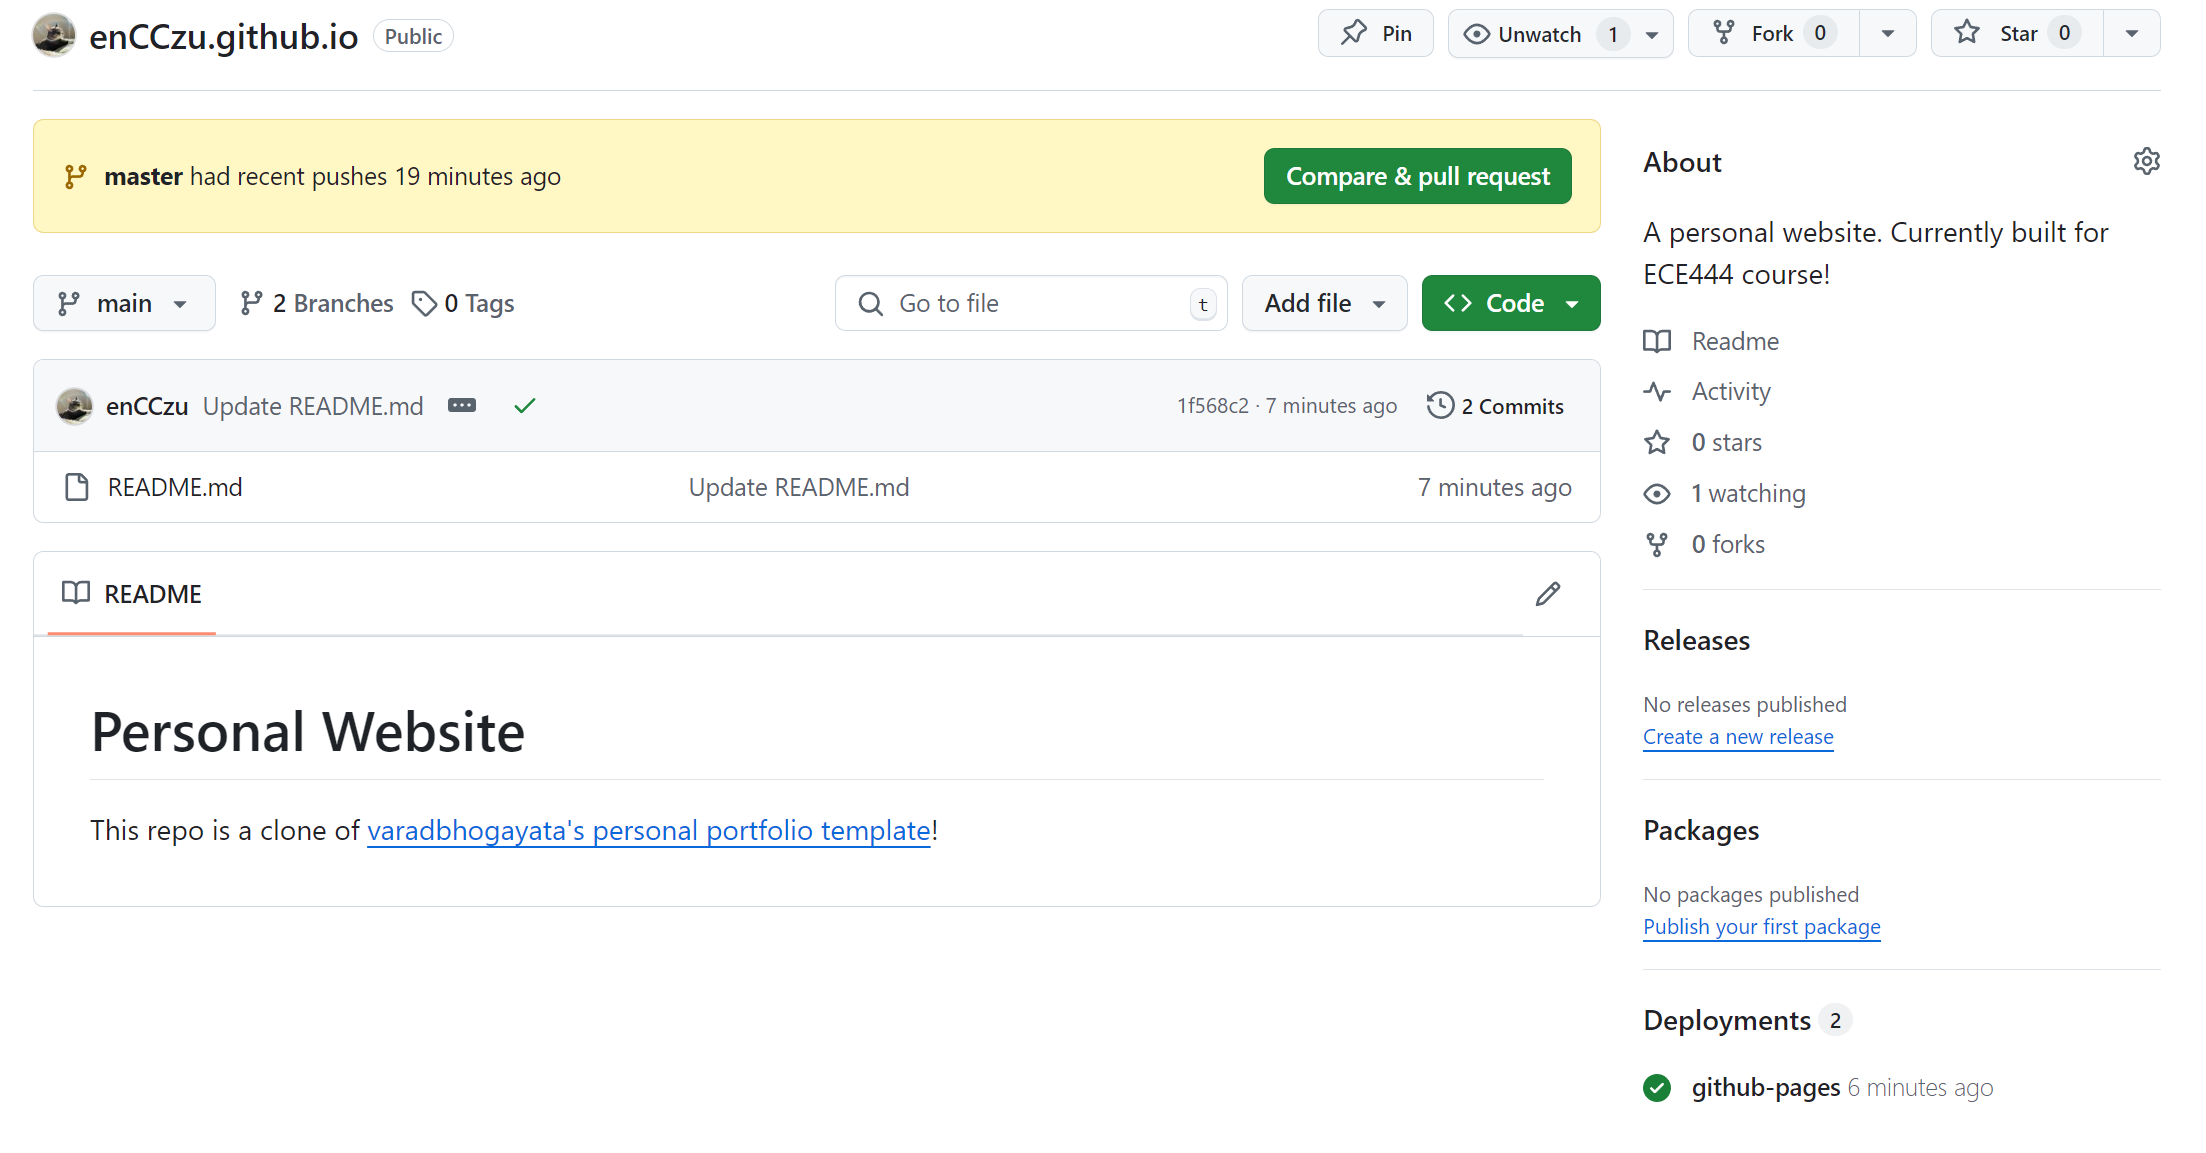 enCCzu.github.io Public Pin Unwatch 1 Fork 0 Star 0
master had recent pushes 19 minutes ago Compare & pull request
main 2 Branches 0 Tags Go to file t Add file Code
enCCzu Update README.md 1f568c2 · 7 minutes ago 2 Commits
README.md Update README.md 7 minutes ago
README
Personal Website
This repo is a clone of varadbhogayata's personal portfolio template!
About
A personal website. Currently built for
ECE444 course!
Readme
Activity
0 stars
1 watching
0 forks
Releases
No releases published
Create a new release
Packages
No packages published
Publish your first package
Deployments 2
github-pages 6 minutes ago